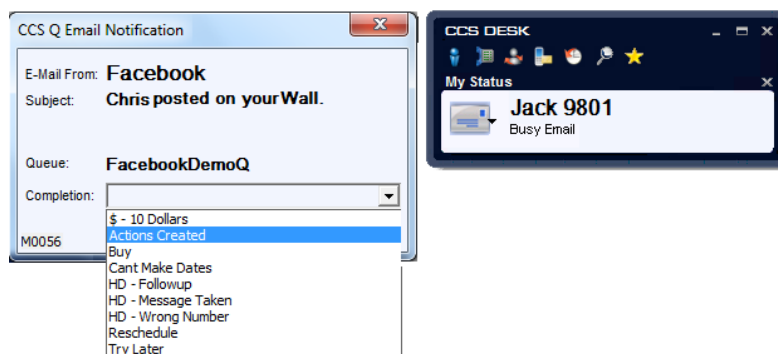 CCS Q Email Notification
E-Mail From: Facebook
Subject: Chris posted on your Wall.
Queue: FacebookDemoQ
Completion:
$ - 10 Dollars
Actions Created
Buy
Cant Make Dates
HD - Followup
HD - Message Taken
HD - Wrong Number
Reschedule
Try Later
M0056
CCS DESK
My Status
Jack 9801
Busy Email